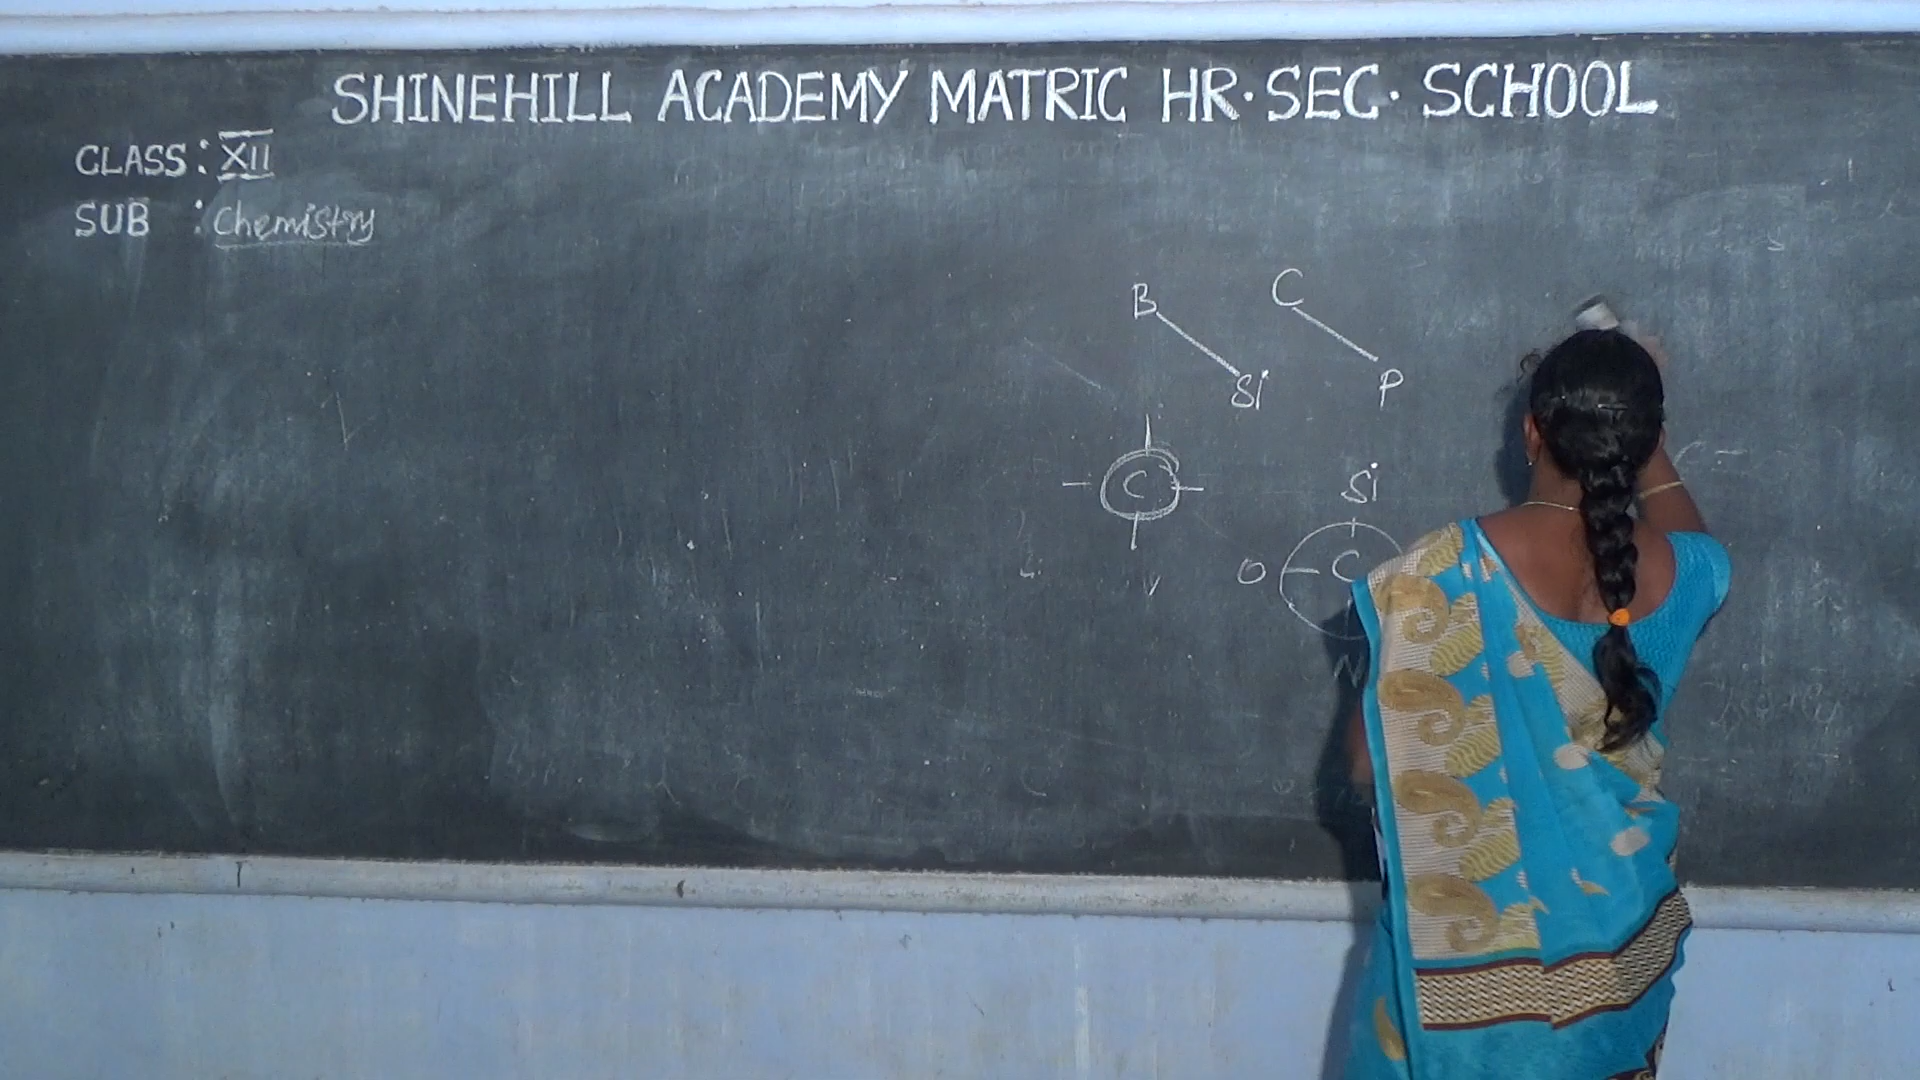 SHINEHILL ACADEMY MATRIC HR·SEC· SCHOOL
CLASS: XII
SUB : Chemistry
B C
Si P
C Si
O C
N